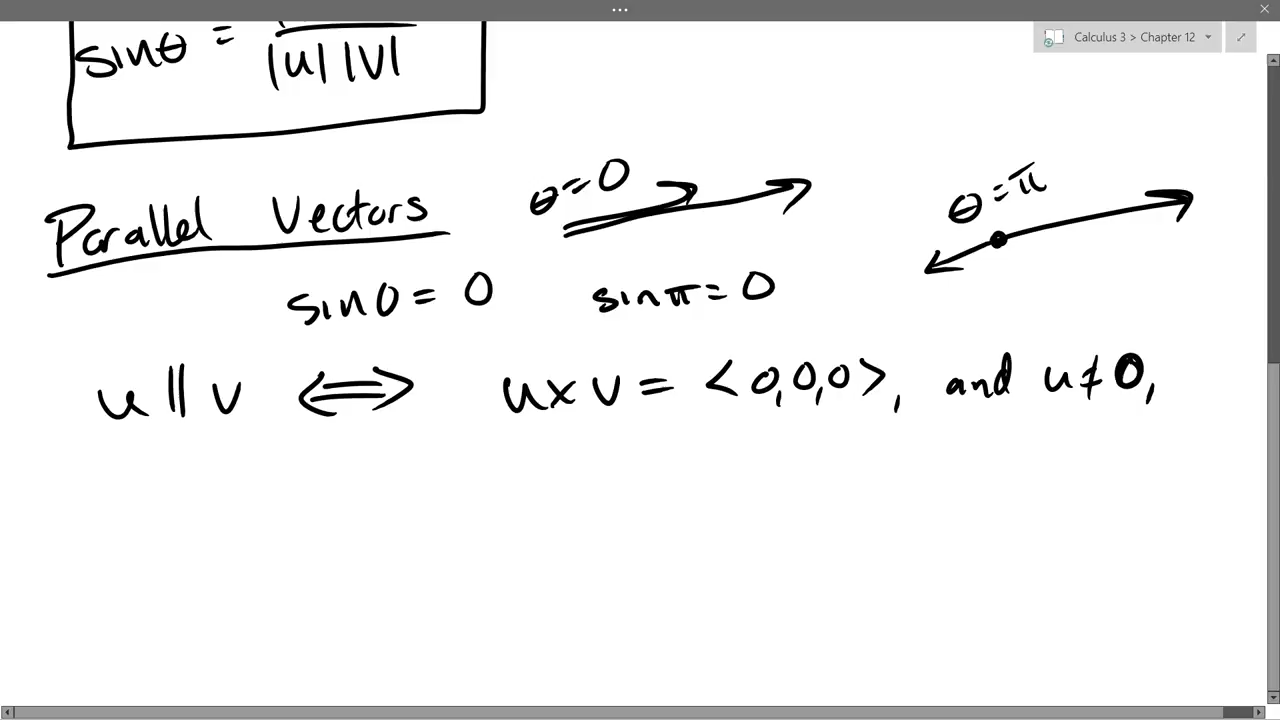 ...
Calculus 3 > Chapter 12
sinθ =
|u| |v|
Parallel Vectors
θ=0
θ=π
sin0 = 0
sinπ = 0
u ∥ v ⟺ u×v = <0,0,0>, and u≠0,